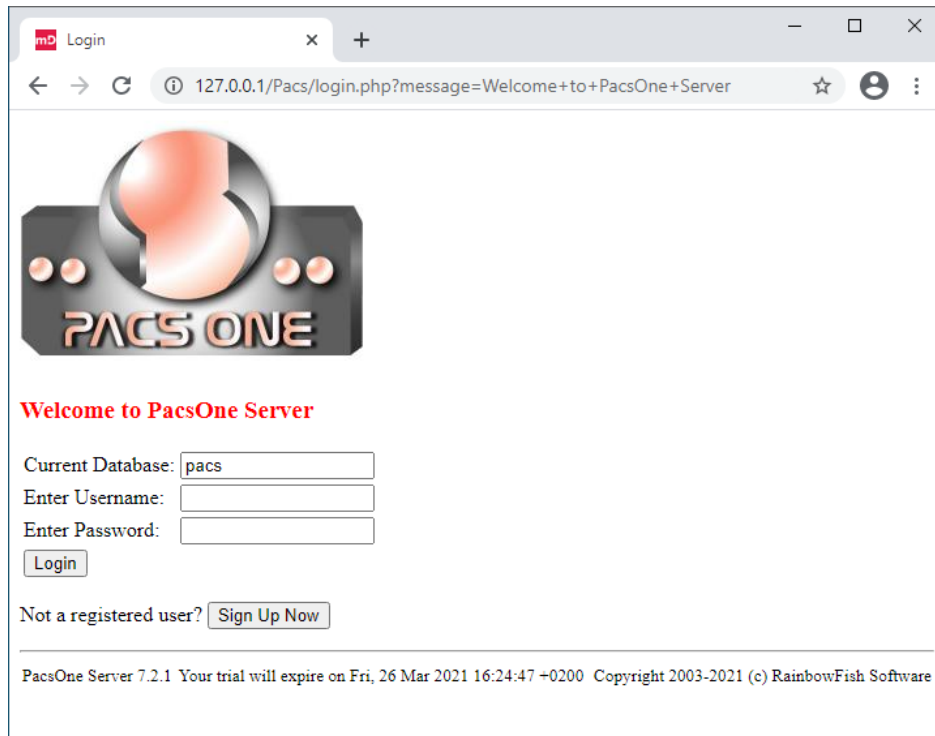 mD Login
127.0.0.1/Pacs/login.php?message=Welcome+to+PacsOne+Server
PACS ONE
Welcome to PacsOne Server
Current Database: pacs
Enter Username:
Enter Password:
Login
Not a registered user? Sign Up Now
PacsOne Server 7.2.1 Your trial will expire on Fri, 26 Mar 2021 16:24:47 +0200 Copyright 2003-2021 (c) RainbowFish Software